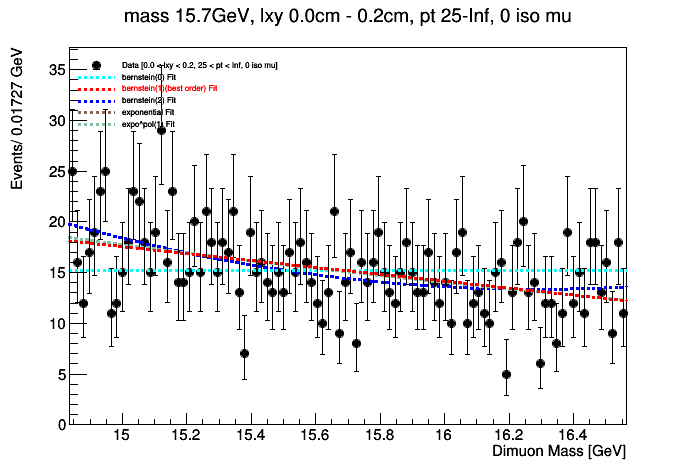 mass 15.7GeV, lxy 0.0cm - 0.2cm, pt 25-Inf, 0 iso mu
Events/ 0.01727 GeV
35
30
25
20
15
10
5
0
Data [0.0 < lxy < 0.2, 25 < pt < Inf, 0 iso mu]
bernstein(0) Fit
bernstein(1)(best order) Fit
bernstein(2) Fit
exponential Fit
expo*pol(1) Fit
15 15.2 15.4 15.6 15.8 16 16.2 16.4
Dimuon Mass [GeV]